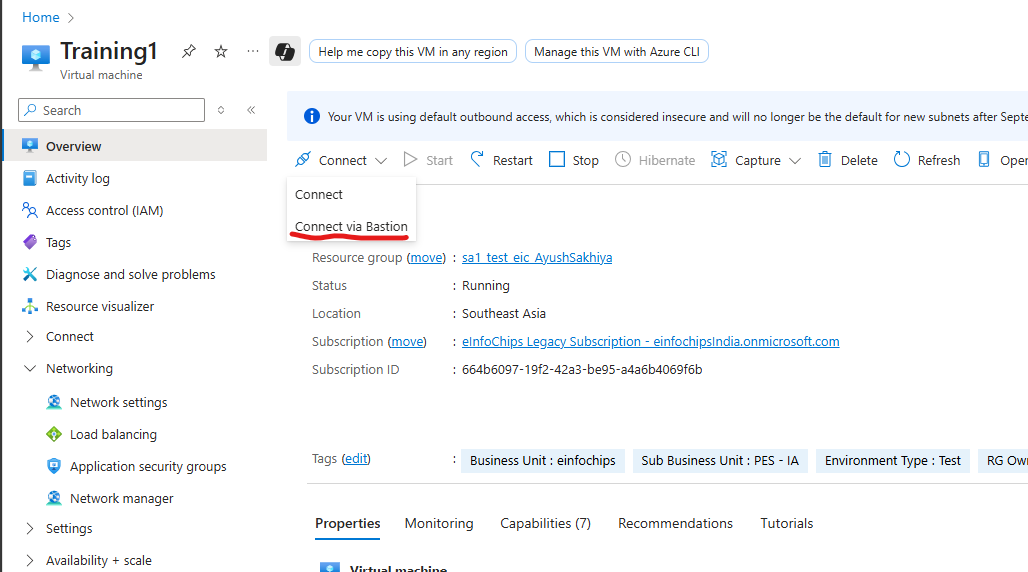 Home
Training1
Virtual machine
Help me copy this VM in any region
Manage this VM with Azure CLI
Search
Your VM is using default outbound access, which is considered insecure and will no longer be the default for new subnets after Septe
Connect Start Restart Stop Hibernate Capture Delete Refresh Open
Connect
Connect via Bastion
Overview
Activity log
Access control (IAM)
Tags
Diagnose and solve problems
Resource visualizer
Connect
Networking
Network settings
Load balancing
Application security groups
Network manager
Settings
Availability + scale
Resource group (move) : sa1_test_eic_AyushSakhiya
Status : Running
Location : Southeast Asia
Subscription (move) : eInfoChips Legacy Subscription - einfochipsIndia.onmicrosoft.com
Subscription ID : 664b6097-19f2-42a3-be95-a4a6b4069f6b
Tags (edit) : Business Unit : einfochips Sub Business Unit : PES - IA Environment Type : Test RG Own
Properties Monitoring Capabilities (7) Recommendations Tutorials
Virtual machine